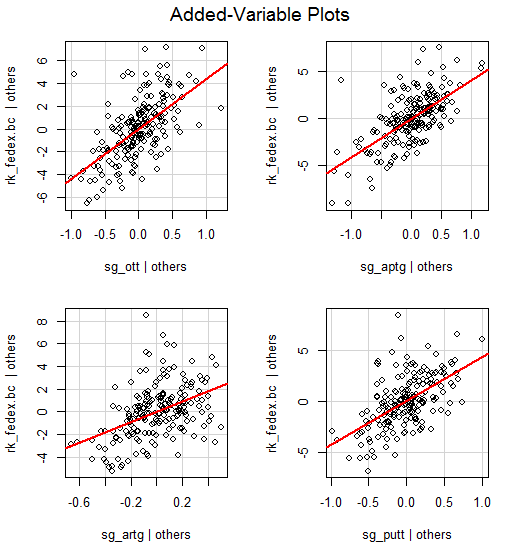 Added-Variable Plots
rk_fedex.bc | others
6
4
2
0
-2
-4
-6
-1.0 -0.5 0.0 0.5 1.0
sg_ott | others
rk_fedex.bc | others
5
0
-5
-1.0 -0.5 0.0 0.5 1.0
sg_aptg | others
rk_fedex.bc | others
8
6
4
2
0
-2
-4
-0.6 -0.2 0.2
sg_artg | others
rk_fedex.bc | others
5
0
-5
-1.0 -0.5 0.0 0.5 1.0
sg_putt | others